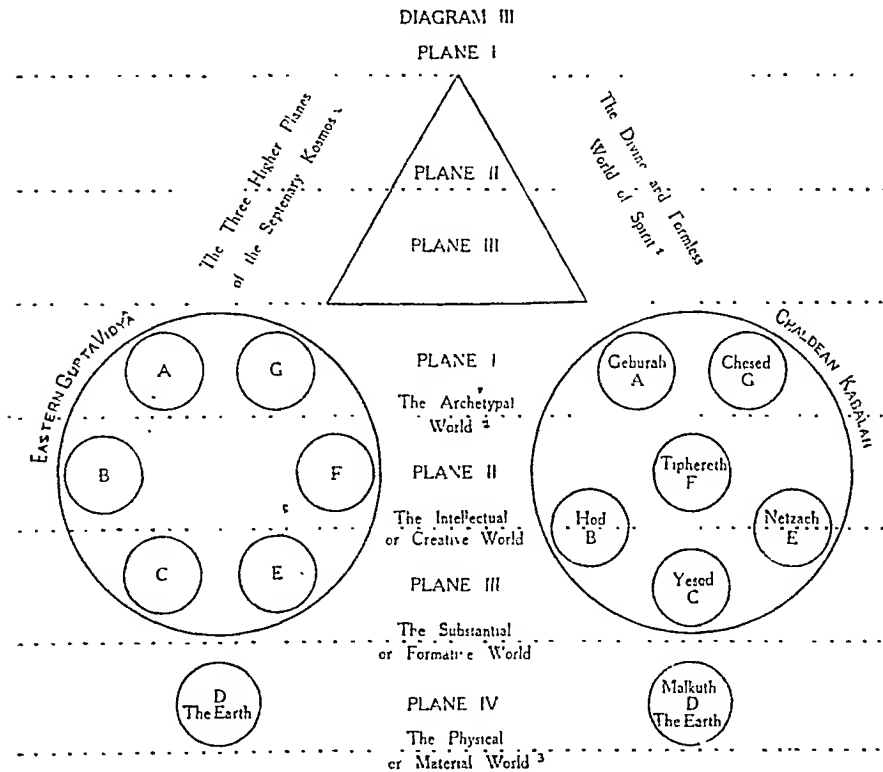 DIAGRAM III
PLANE I
The Three Higher Planes
of the Septenary Kosmos
The Divine and Formless
World of Spirit
PLANE II
PLANE III
EASTERN GUPTA VIDYÂ
CHALDEAN KABALAH
A
G
B
F
C
E
D
The Earth
PLANE I
The Archetypal
World
PLANE II
The Intellectual
or Creative World
PLANE III
The Substantial
or Formative World
PLANE IV
The Physical
or Material World 3
Geburah
A
Chesed
G
Tiphereth
F
Hod
B
Netzach
E
Yesod
C
Malkuth
D
The Earth